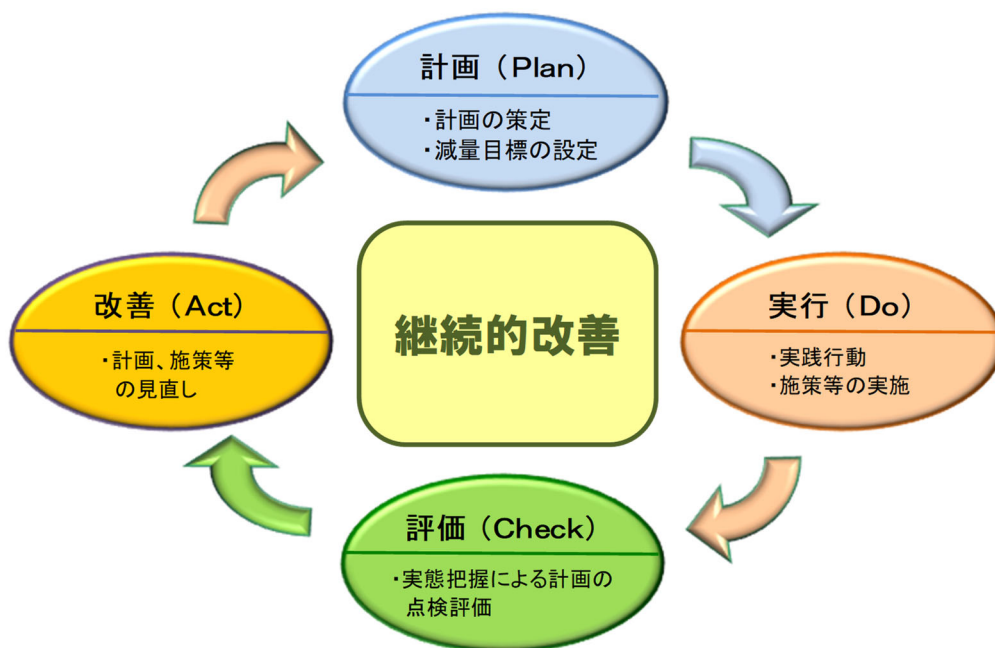 計画（Plan）
・計画の策定
・減量目標の設定
改善（Act）
・計画、施策等
の見直し
継続的改善
実行（Do）
・実践行動
・施策等の実施
評価（Check）
・実態把握による計画の
点検評価